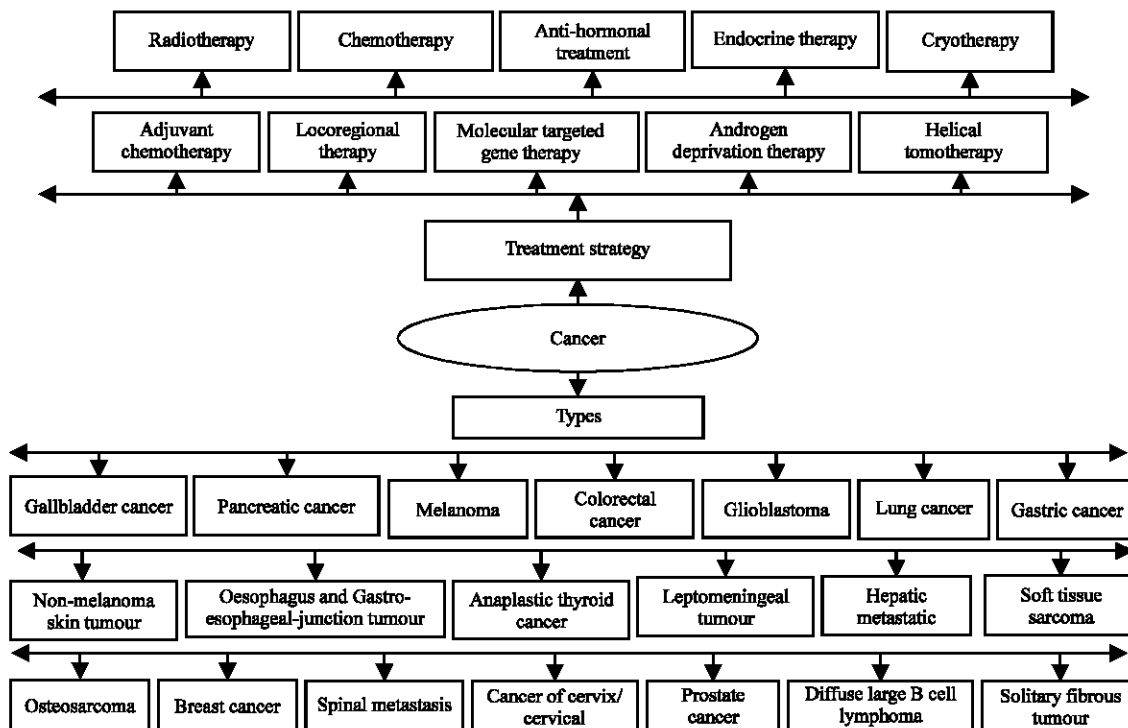 Radiotherapy
Chemotherapy
Anti-hormonal
treatment
Endocrine therapy
Cryotherapy
Adjuvant
chemotherapy
Locoregional
therapy
Molecular targeted
gene therapy
Androgen
deprivation therapy
Helical
tomotherapy
Treatment strategy
Cancer
Types
Gallbladder cancer
Pancreatic cancer
Melanoma
Colorectal
cancer
Glioblastoma
Lung cancer
Gastric cancer
Non-melanoma
skin tumour
Oesophagus and Gastro-
esophageal-junction tumour
Anaplastic thyroid
cancer
Leptomeningeal
tumour
Hepatic
metastatic
Soft tissue
sarcoma
Osteosarcoma
Breast cancer
Spinal metastasis
Cancer of cervix/
cervical
Prostate
cancer
Diffuse large B cell
lymphoma
Solitary fibrous
tumour